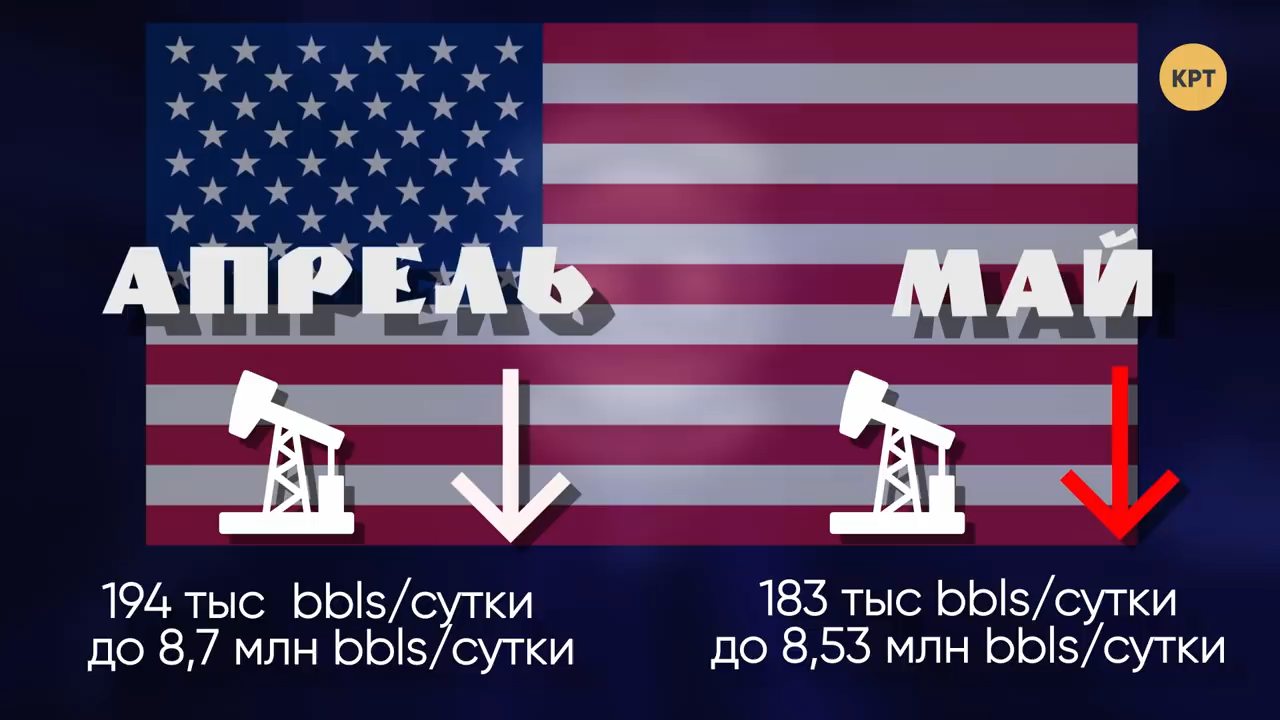 КРТ
АПРЕЛЬ
МАЙ
194 тыс bbls/сутки
до 8,7 млн bbls/сутки
183 тыс bbls/сутки
до 8,53 млн bbls/сутки